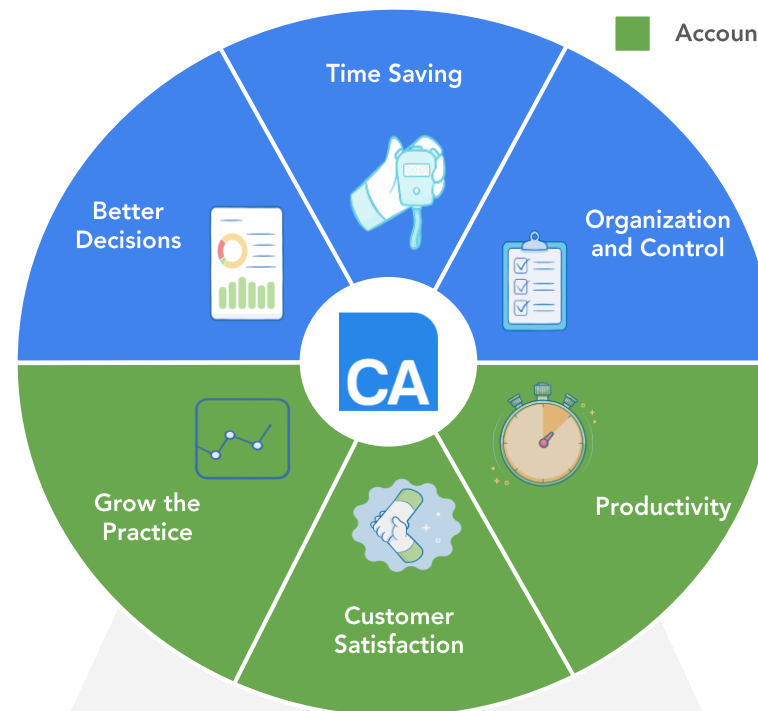 Accoun
Time Saving
Better
Decisions
Organization
and Control
CA
Grow the
Practice
Productivity
Customer
Satisfaction